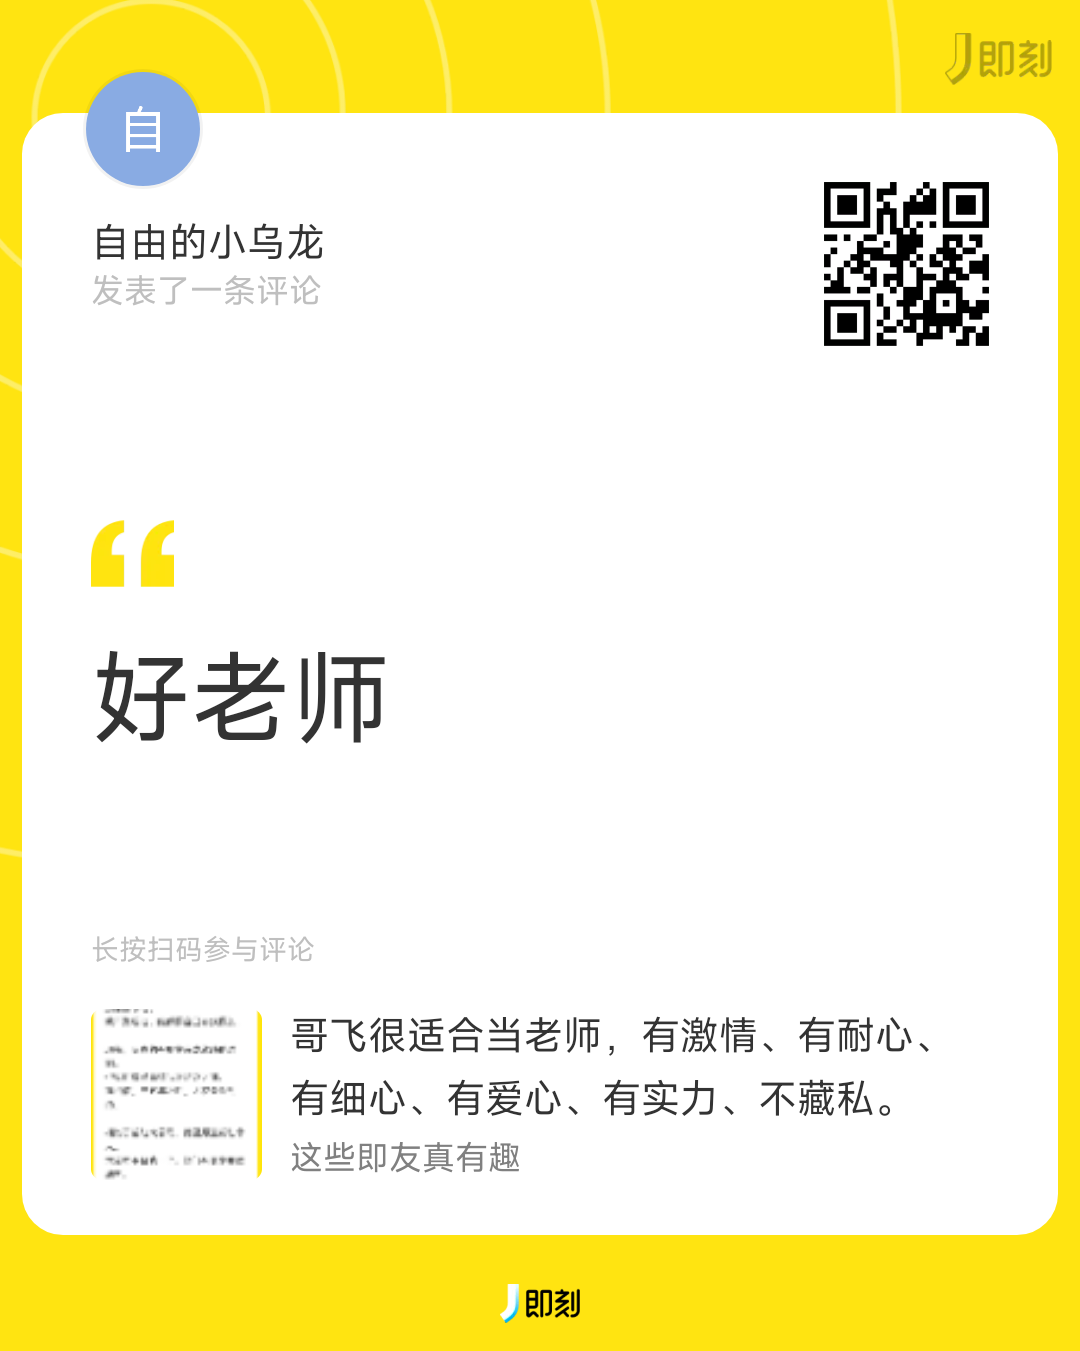 即刻
自
自由的小乌龙
发表了一条评论
好老师
长按扫码参与评论
哥飞很适合当老师，有激情、有耐心、
有细心、有爱心、有实力、不藏私。
这些即友真有趣
即刻